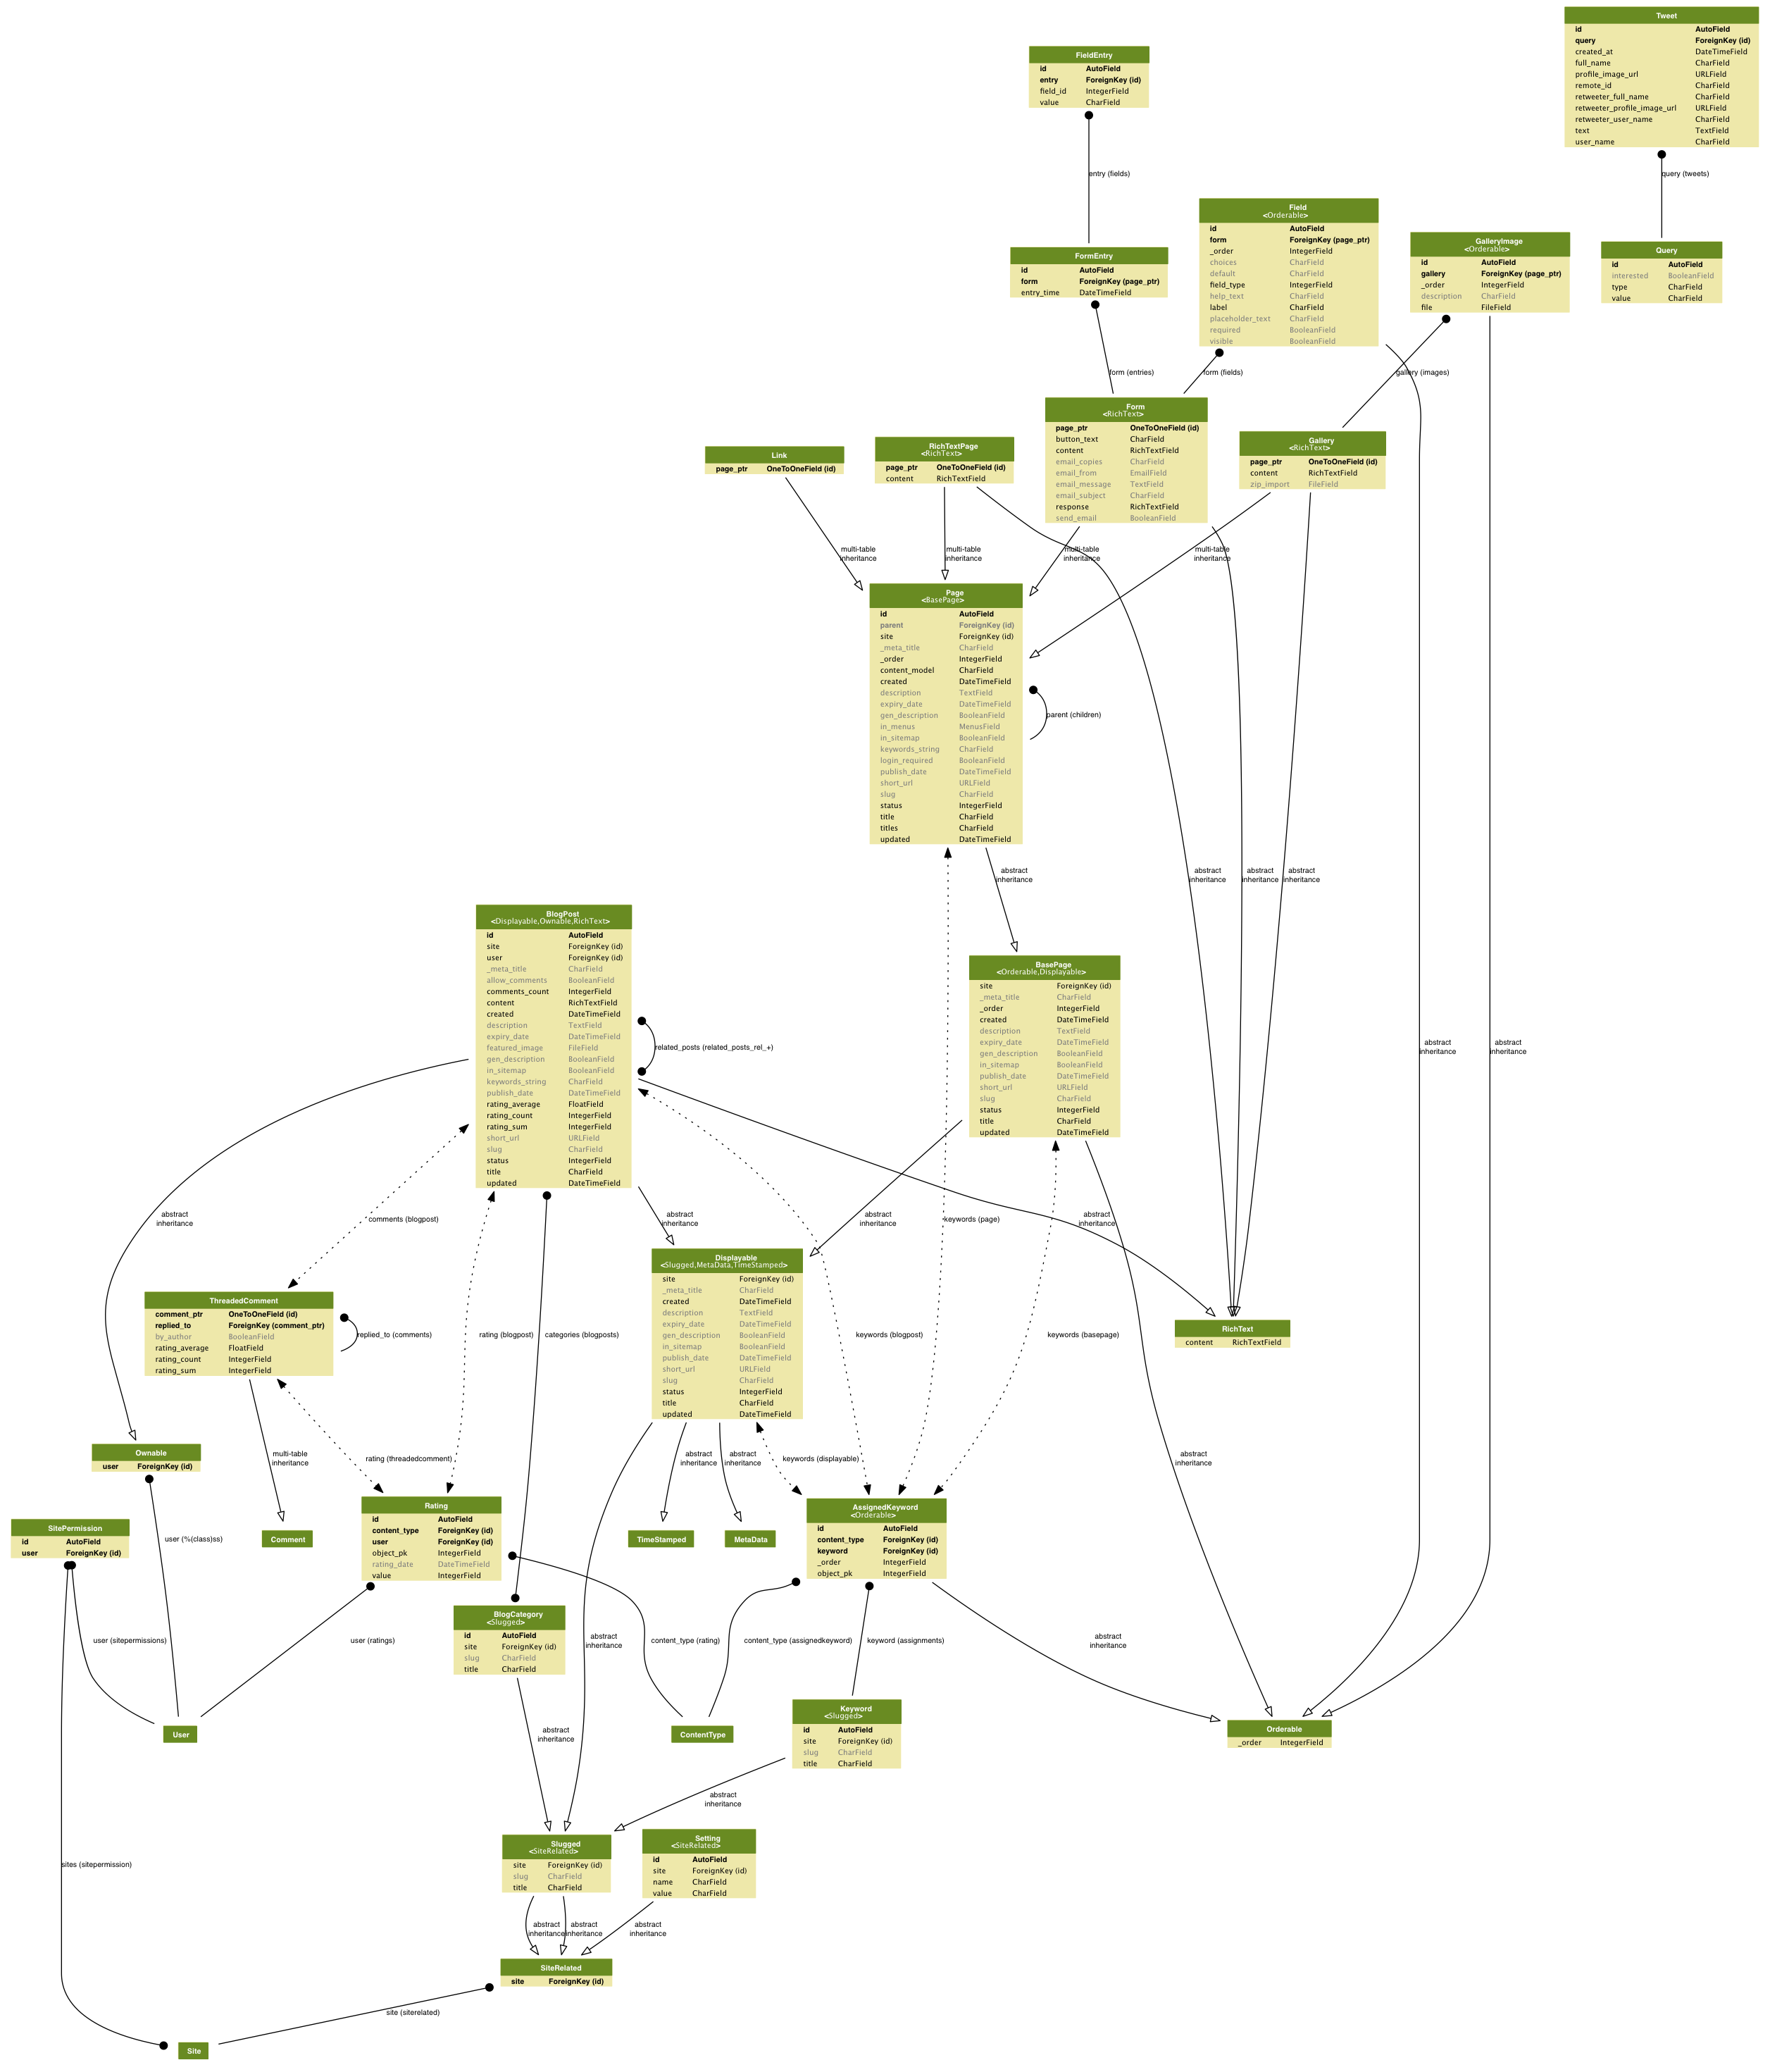 Tweet
id AutoField
query ForeignKey (id)
created_at DateTimeField
full_name CharField
profile_image_url URLField
remote_id CharField
retweeter_full_name CharField
retweeter_profile_image_url URLField
retweeter_user_name CharField
text TextField
user_name CharField
FieldEntry
id AutoField
entry ForeignKey (id)
field_id IntegerField
value CharField
entry (fields)
query (tweets)
Field
<Orderable>
id AutoField
form ForeignKey (page_ptr)
_order IntegerField
choices CharField
default CharField
field_type IntegerField
help_text CharField
label CharField
placeholder_text CharField
required BooleanField
visible BooleanField
GalleryImage
<Orderable>
id AutoField
gallery ForeignKey (page_ptr)
_order IntegerField
description CharField
file FileField
Query
id AutoField
interested BooleanField
type CharField
value CharField
FormEntry
id AutoField
form ForeignKey (page_ptr)
entry_time DateTimeField
form (entries)
form (fields)
gallery (images)
Form
<RichText>
page_ptr OneToOneField (id)
button_text CharField
content RichTextField
email_copies CharField
email_from EmailField
email_message TextField
email_subject CharField
response RichTextField
send_email BooleanField
Gallery
<RichText>
page_ptr OneToOneField (id)
content RichTextField
zip_import FileField
RichTextPage
<RichText>
page_ptr OneToOneField (id)
content RichTextField
Link
page_ptr OneToOneField (id)
multi-table
inheritance
multi-table
inheritance
multi-table
inheritance
multi-table
inheritance
Page
<BasePage>
id AutoField
parent ForeignKey (id)
site ForeignKey (id)
_meta_title CharField
_order IntegerField
content_model CharField
created DateTimeField
description TextField
expiry_date DateTimeField
gen_description BooleanField
in_menus MenusField
in_sitemap BooleanField
keywords_string CharField
login_required BooleanField
publish_date DateTimeField
short_url URLField
slug CharField
status IntegerField
title CharField
titles CharField
updated DateTimeField
parent (children)
abstract
inheritance
abstract
inheritance
abstract
inheritance
abstract
inheritance
BlogPost
<Displayable,Ownable,RichText>
id AutoField
site ForeignKey (id)
user ForeignKey (id)
_meta_title CharField
allow_comments BooleanField
comments_count IntegerField
content RichTextField
created DateTimeField
description TextField
expiry_date DateTimeField
featured_image FileField
gen_description BooleanField
in_sitemap BooleanField
keywords_string CharField
publish_date DateTimeField
rating_average FloatField
rating_count IntegerField
rating_sum IntegerField
short_url URLField
slug CharField
status IntegerField
title CharField
updated DateTimeField
related_posts (related_posts_rel_+)
BasePage
<Orderable,Displayable>
site ForeignKey (id)
_meta_title CharField
_order IntegerField
created DateTimeField
description TextField
expiry_date DateTimeField
gen_description BooleanField
in_sitemap BooleanField
publish_date DateTimeField
short_url URLField
slug CharField
status IntegerField
title CharField
updated DateTimeField
abstract
inheritance
abstract
inheritance
abstract
inheritance
comments (blogpost)
abstract
inheritance
abstract
inheritance
keywords (page)
abstract
inheritance
Displayable
<Slugged,MetaData,TimeStamped>
site ForeignKey (id)
_meta_title CharField
created DateTimeField
description TextField
expiry_date DateTimeField
gen_description BooleanField
in_sitemap BooleanField
publish_date DateTimeField
short_url URLField
slug CharField
status IntegerField
title CharField
updated DateTimeField
ThreadedComment
comment_ptr OneToOneField (id)
replied_to ForeignKey (comment_ptr)
by_author BooleanField
rating_average FloatField
rating_count IntegerField
rating_sum IntegerField
replied_to (comments)
rating (blogpost)
categories (blogposts)
keywords (blogpost)
keywords (basepage)
RichText
content RichTextField
Ownable
user ForeignKey (id)
multi-table
inheritance
rating (threadedcomment)
abstract
inheritance
abstract
inheritance
keywords (displayable)
abstract
inheritance
SitePermission
id AutoField
user ForeignKey (id)
user (%(class)ss)
Comment
Rating
id AutoField
content_type ForeignKey (id)
user ForeignKey (id)
object_pk IntegerField
rating_date DateTimeField
value IntegerField
TimeStamped
MetaData
AssignedKeyword
<Orderable>
id AutoField
content_type ForeignKey (id)
keyword ForeignKey (id)
_order IntegerField
object_pk IntegerField
BlogCategory
<Slugged>
id AutoField
site ForeignKey (id)
slug CharField
title CharField
user (sitepermissions)
user (ratings)
abstract
inheritance
content_type (rating)
content_type (assignedkeyword)
keyword (assignments)
abstract
inheritance
User
ContentType
Keyword
<Slugged>
id AutoField
site ForeignKey (id)
slug CharField
title CharField
Orderable
_order IntegerField
abstract
inheritance
abstract
inheritance
Slugged
<SiteRelated>
site ForeignKey (id)
slug CharField
title CharField
Setting
<SiteRelated>
id AutoField
site ForeignKey (id)
name CharField
value CharField
sites (sitepermission)
abstract
inheritance
abstract
inheritance
abstract
inheritance
SiteRelated
site ForeignKey (id)
site (siterelated)
Site